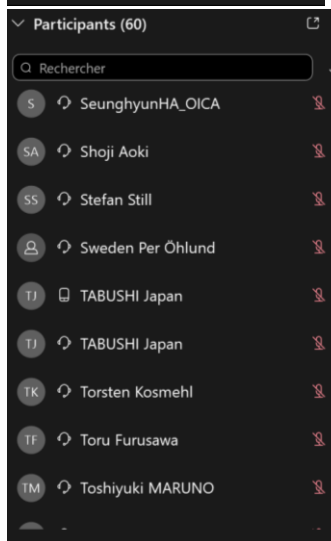 Participants (60)
Rechercher
S SeunghyunHA_OICA
SA Shoji Aoki
SS Stefan Still
Sweden Per Öhlund
TJ TABUSHI Japan
TJ TABUSHI Japan
TK Torsten Kosmehl
TF Toru Furusawa
TM Toshiyuki MARUNO